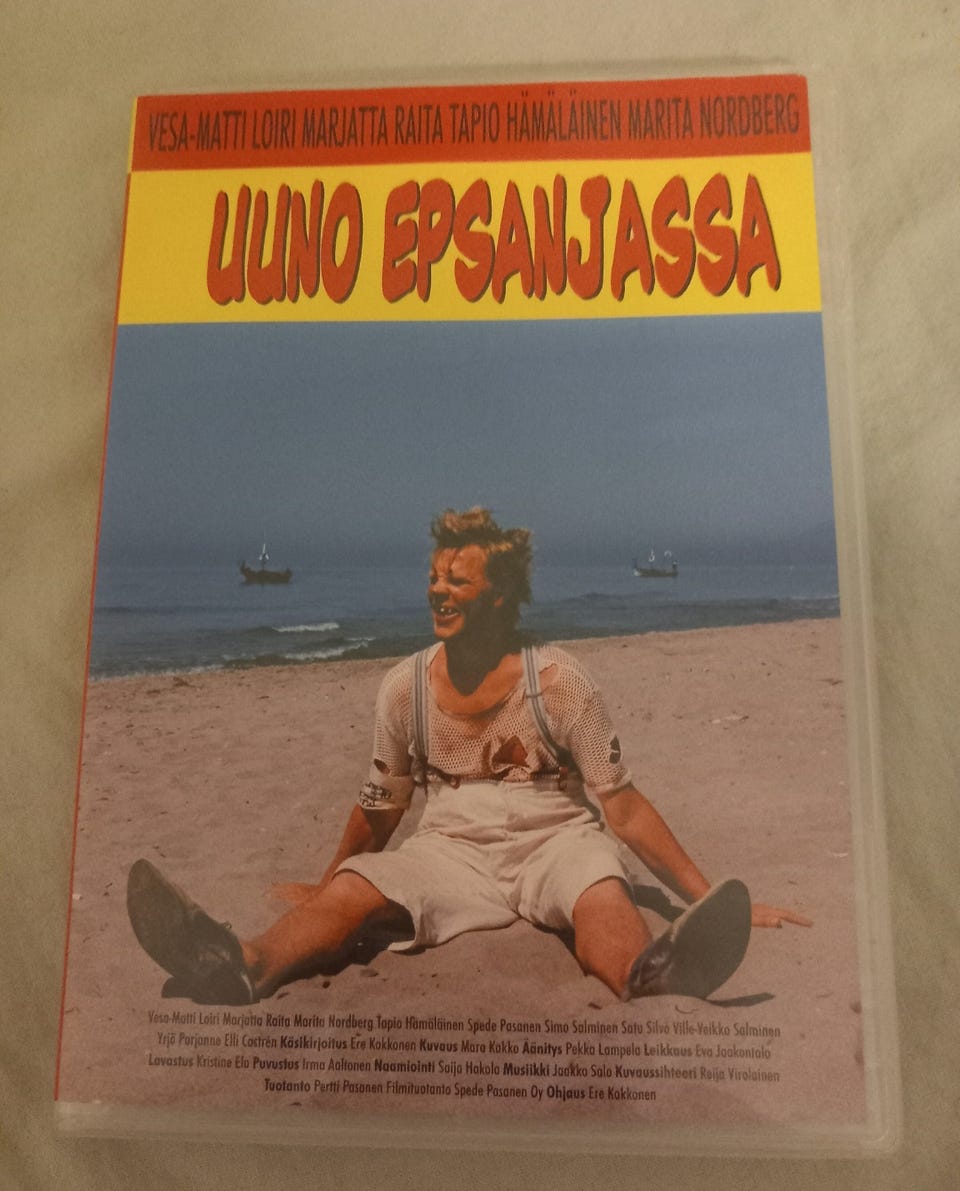 VESA-MATTI LOIRI MARJATTA RAITA TAPIO HÄMÄLÄINEN MARITA NORDBERG
UUNO EPSANJASSA
Vesa-Matti Loiri Marjatta Raita Marita Nordberg Tapio Hämäläinen Spede Pasanen Simo Salminen Satu Silvo Ville-Veikko Salminen
Yrjö Parjanne Elli Castrén Käsikirjoitus Ere Kokkonen Kuvaus Mara Kakko Äänitys Pekka Lampela Leikkaus Eva Jaakontalo
Lavastus Kristine Elo Puvustus Irma Aaltonen Naamiointi Saija Hakola Musiikki Jaakko Salo Kuvaussihteeri Reija Virolainen
Tuotanto Pertti Pasanen Filmituotanto Spede Pasanen Oy Ohjaus Ere Kokkonen